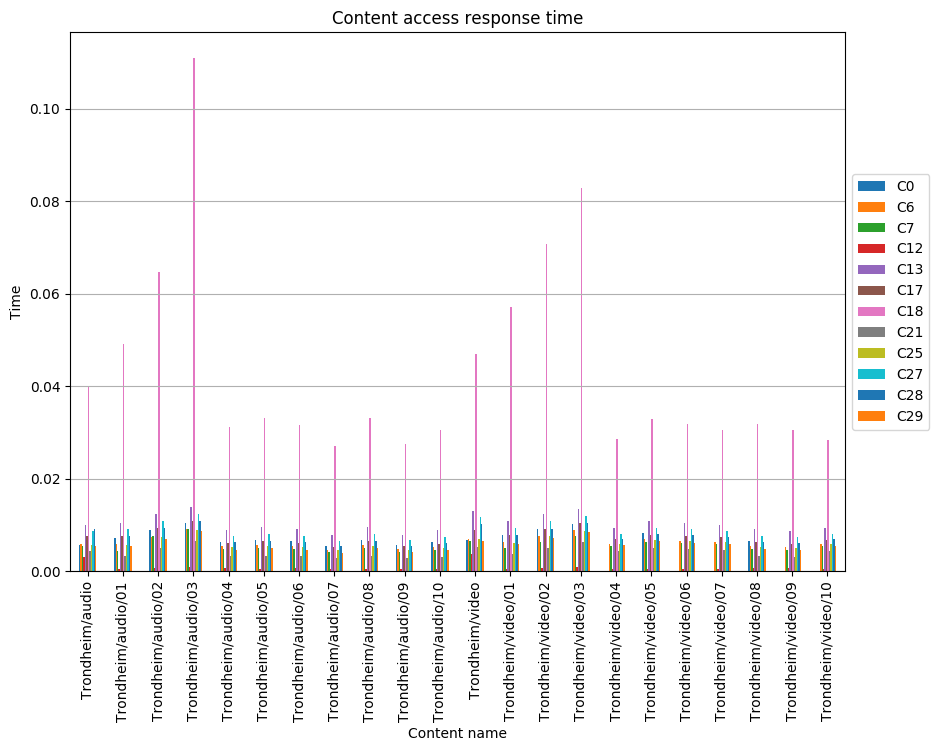 Content access response time
Time
0.10
0.08
0.06
0.04
0.02
0.00
Trondheim/audio
Trondheim/audio/01
Trondheim/audio/02
Trondheim/audio/03
Trondheim/audio/04
Trondheim/audio/05
Trondheim/audio/06
Trondheim/audio/07
Trondheim/audio/08
Trondheim/audio/09
Trondheim/audio/10
Trondheim/video
Trondheim/video/01
Trondheim/video/02
Trondheim/video/03
Trondheim/video/04
Trondheim/video/05
Trondheim/video/06
Trondheim/video/07
Trondheim/video/08
Trondheim/video/09
Trondheim/video/10
Content name
C0
C6
C7
C12
C13
C17
C18
C21
C25
C27
C28
C29